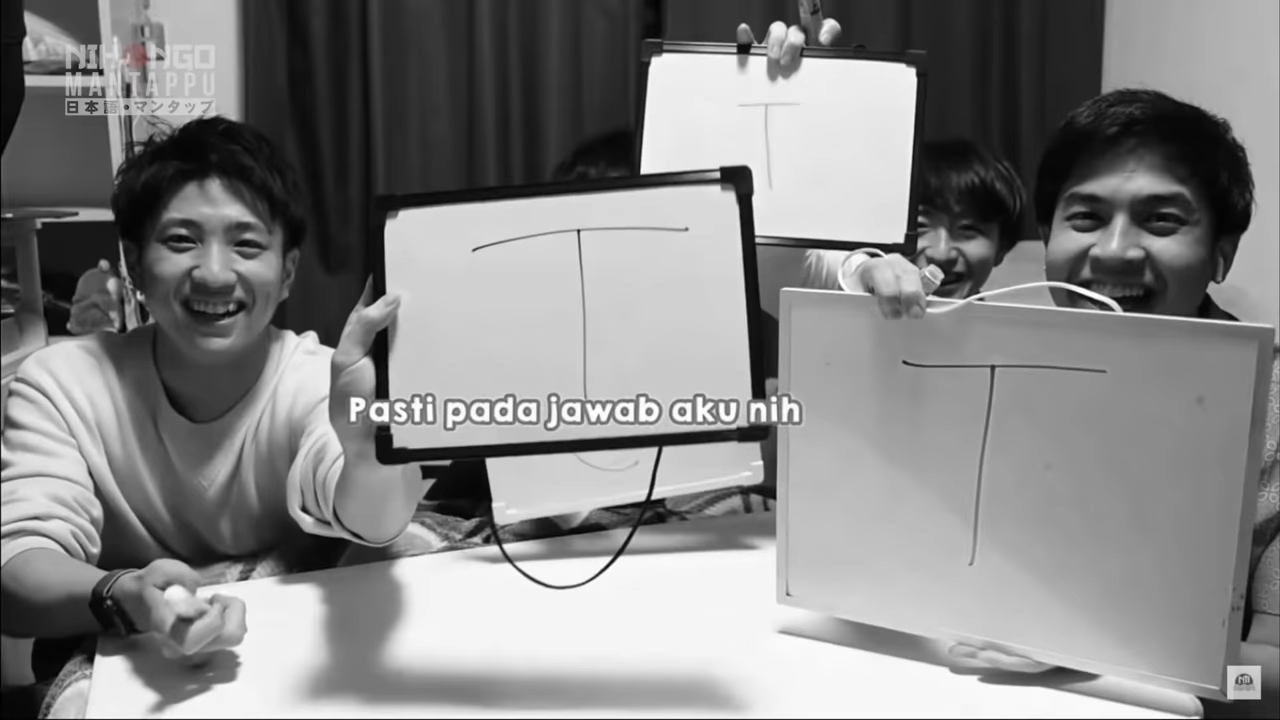 NIHONGO
MANTAPPU
日本語・マンタップ
T
T
T
Pasti pada jawab aku nih